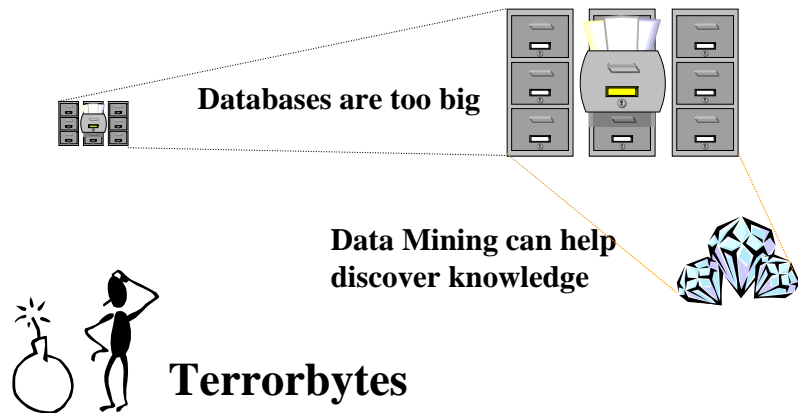 Databases are too big
Data Mining can help
discover knowledge
Terrorbytes